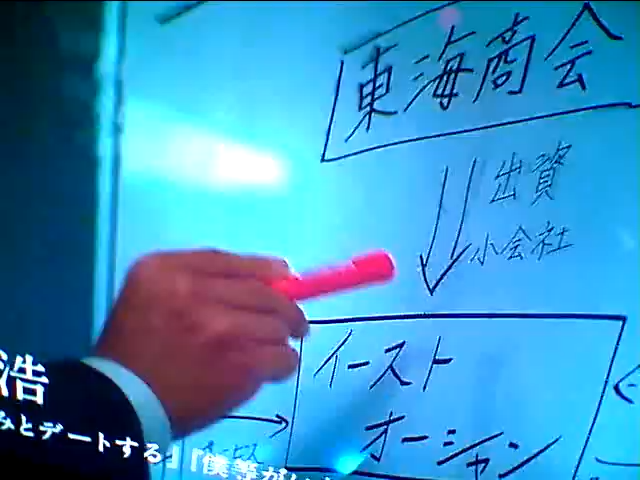 東海商会
出資
小会社
イースト
オーシャン
浩
みとデートする」『僕等がい